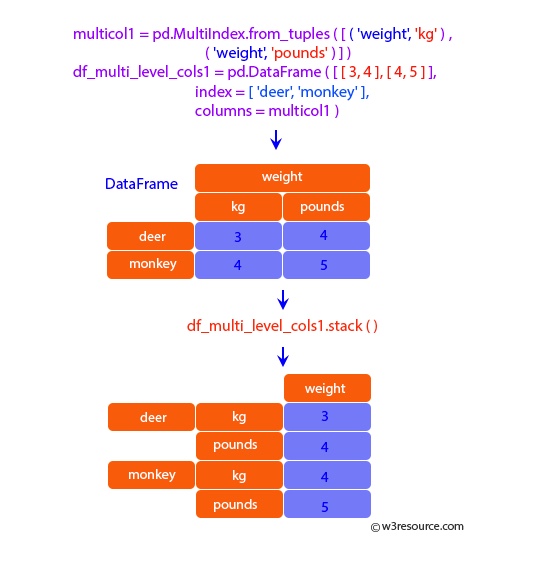 multicol1 = pd.MultiIndex.from_tuples ( [ ( 'weight', 'kg' ) ,
( 'weight', 'pounds' ) ] )
df_multi_level_cols1 = pd.DataFrame ( [ [ 3, 4 ], [ 4, 5 ] ],
index = [ 'deer', 'monkey' ],
columns = multicol1 )
DataFrame
weight
kg pounds
deer 3 4
monkey 4 5
df_multi_level_cols1.stack ( )
weight
deer kg 3
pounds 4
monkey kg 4
pounds 5
© w3resource.com